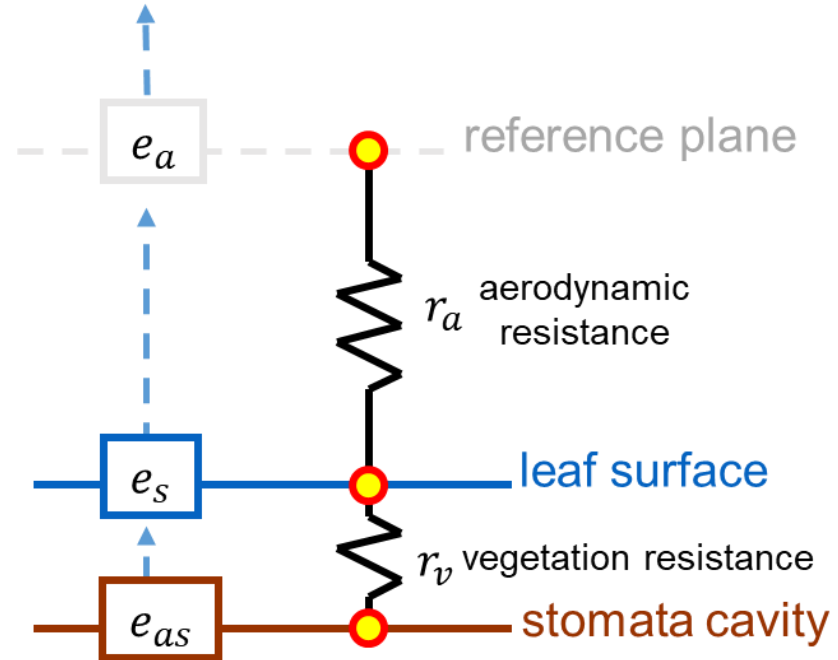 e_a
reference plane
r_a aerodynamic
resistance
e_s
leaf surface
r_v vegetation resistance
e_as
stomata cavity